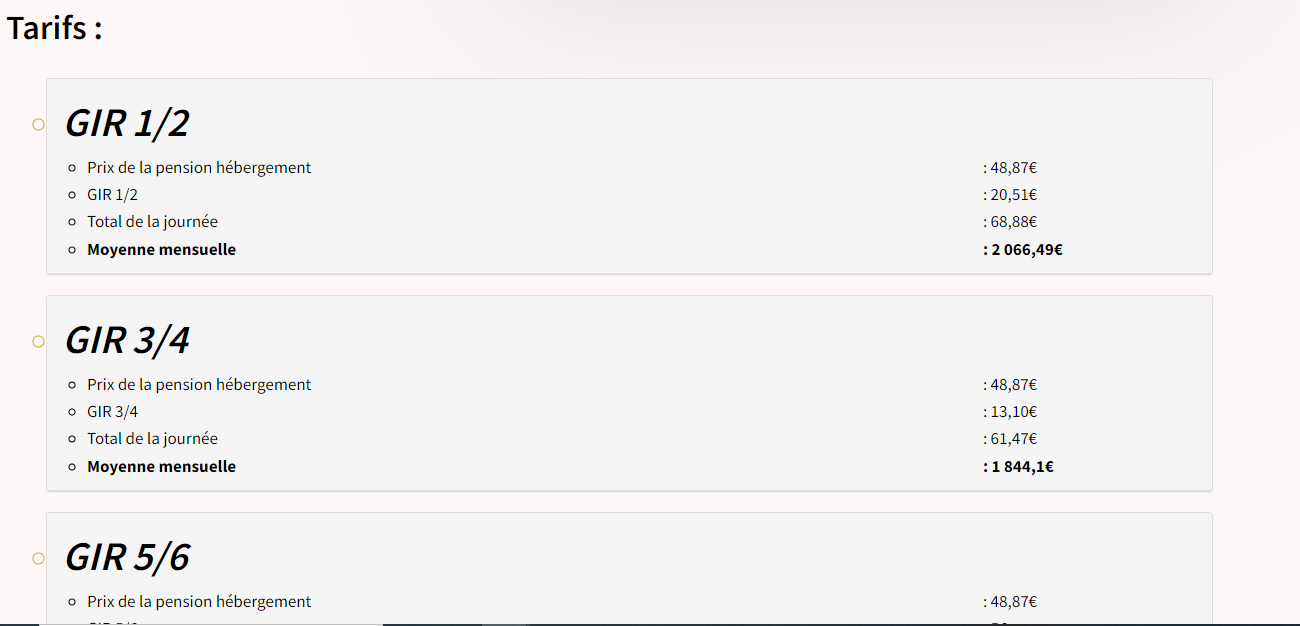 Tarifs :
GIR 1/2
Prix de la pension hébergement : 48,87€
GIR 1/2 : 20,51€
Total de la journée : 68,88€
Moyenne mensuelle : 2 066,49€
GIR 3/4
Prix de la pension hébergement : 48,87€
GIR 3/4 : 13,10€
Total de la journée : 61,47€
Moyenne mensuelle : 1 844,1€
GIR 5/6
Prix de la pension hébergement : 48,87€